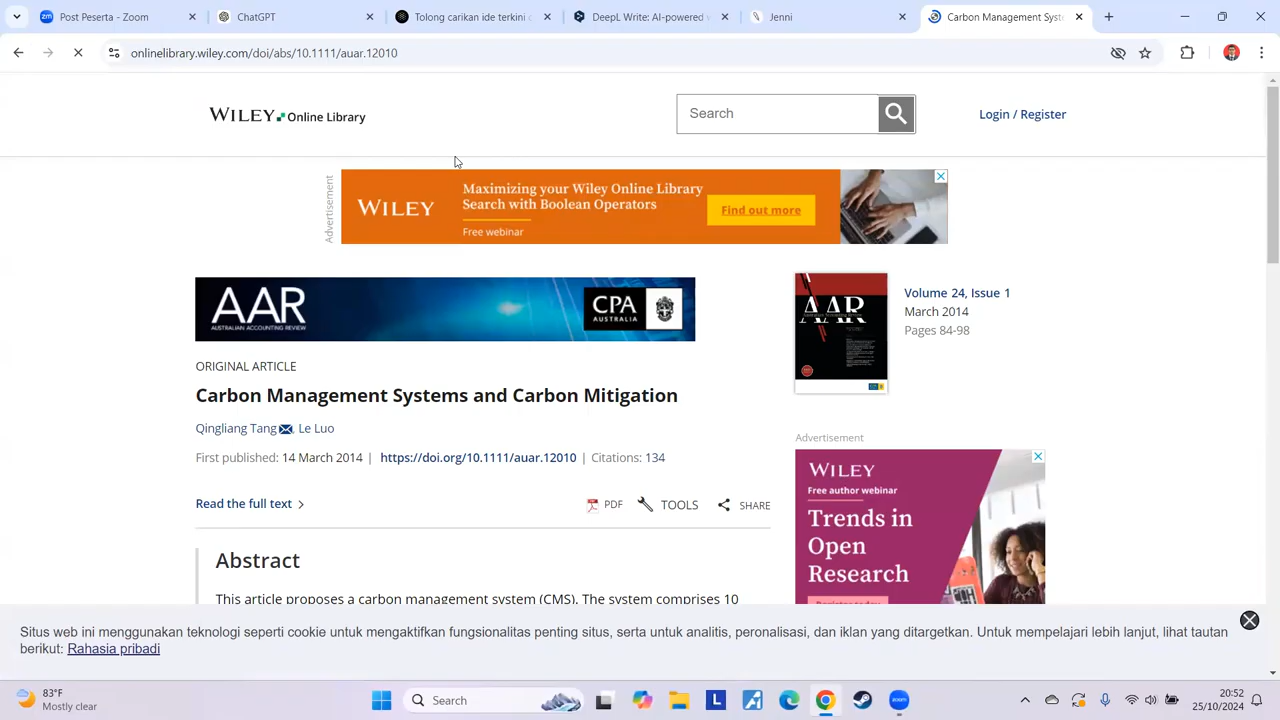 Zoom
ChatGPT
Tolong carikan ide terkini c
DeepL Write: AI-powered w
Jenni
Carbon Management Syst
onlinelibrary.wiley.com/doi/abs/10.1111/auar.12010
WILEY Online Library
Search
Login / Register
Advertisement
WILEY
Maximizing your Wiley Online Library
Search with Boolean Operators
Free webinar
Find out more
AAR
AUSTRALIAN ACCOUNTING REVIEW
CPA
AUSTRALIA
AAR
Volume 24, Issue 1
March 2014
Pages 84-98
ORIGINAL ARTICLE
Carbon Management Systems and Carbon Mitigation
Qingliang Tang, Le Luo
First published: 14 March 2014 | https://doi.org/10.1111/auar.12010 | Citations: 134
Read the full text >
PDF TOOLS SHARE
Advertisement
WILEY
Free author webinar
Trends in
Open
Research
Register today
Abstract
This article proposes a carbon management system (CMS). The system comprises 10
Situs web ini menggunakan teknologi seperti cookie untuk mengaktifkan fungsionalitas penting situs, serta untuk analitis, peronalisasi, dan iklan yang ditargetkan. Untuk mempelajari lebih lanjut, lihat tautan
berikut: Rahasia pribadi
83°F
Mostly clear
Search
zoom
20:52
25/10/2024